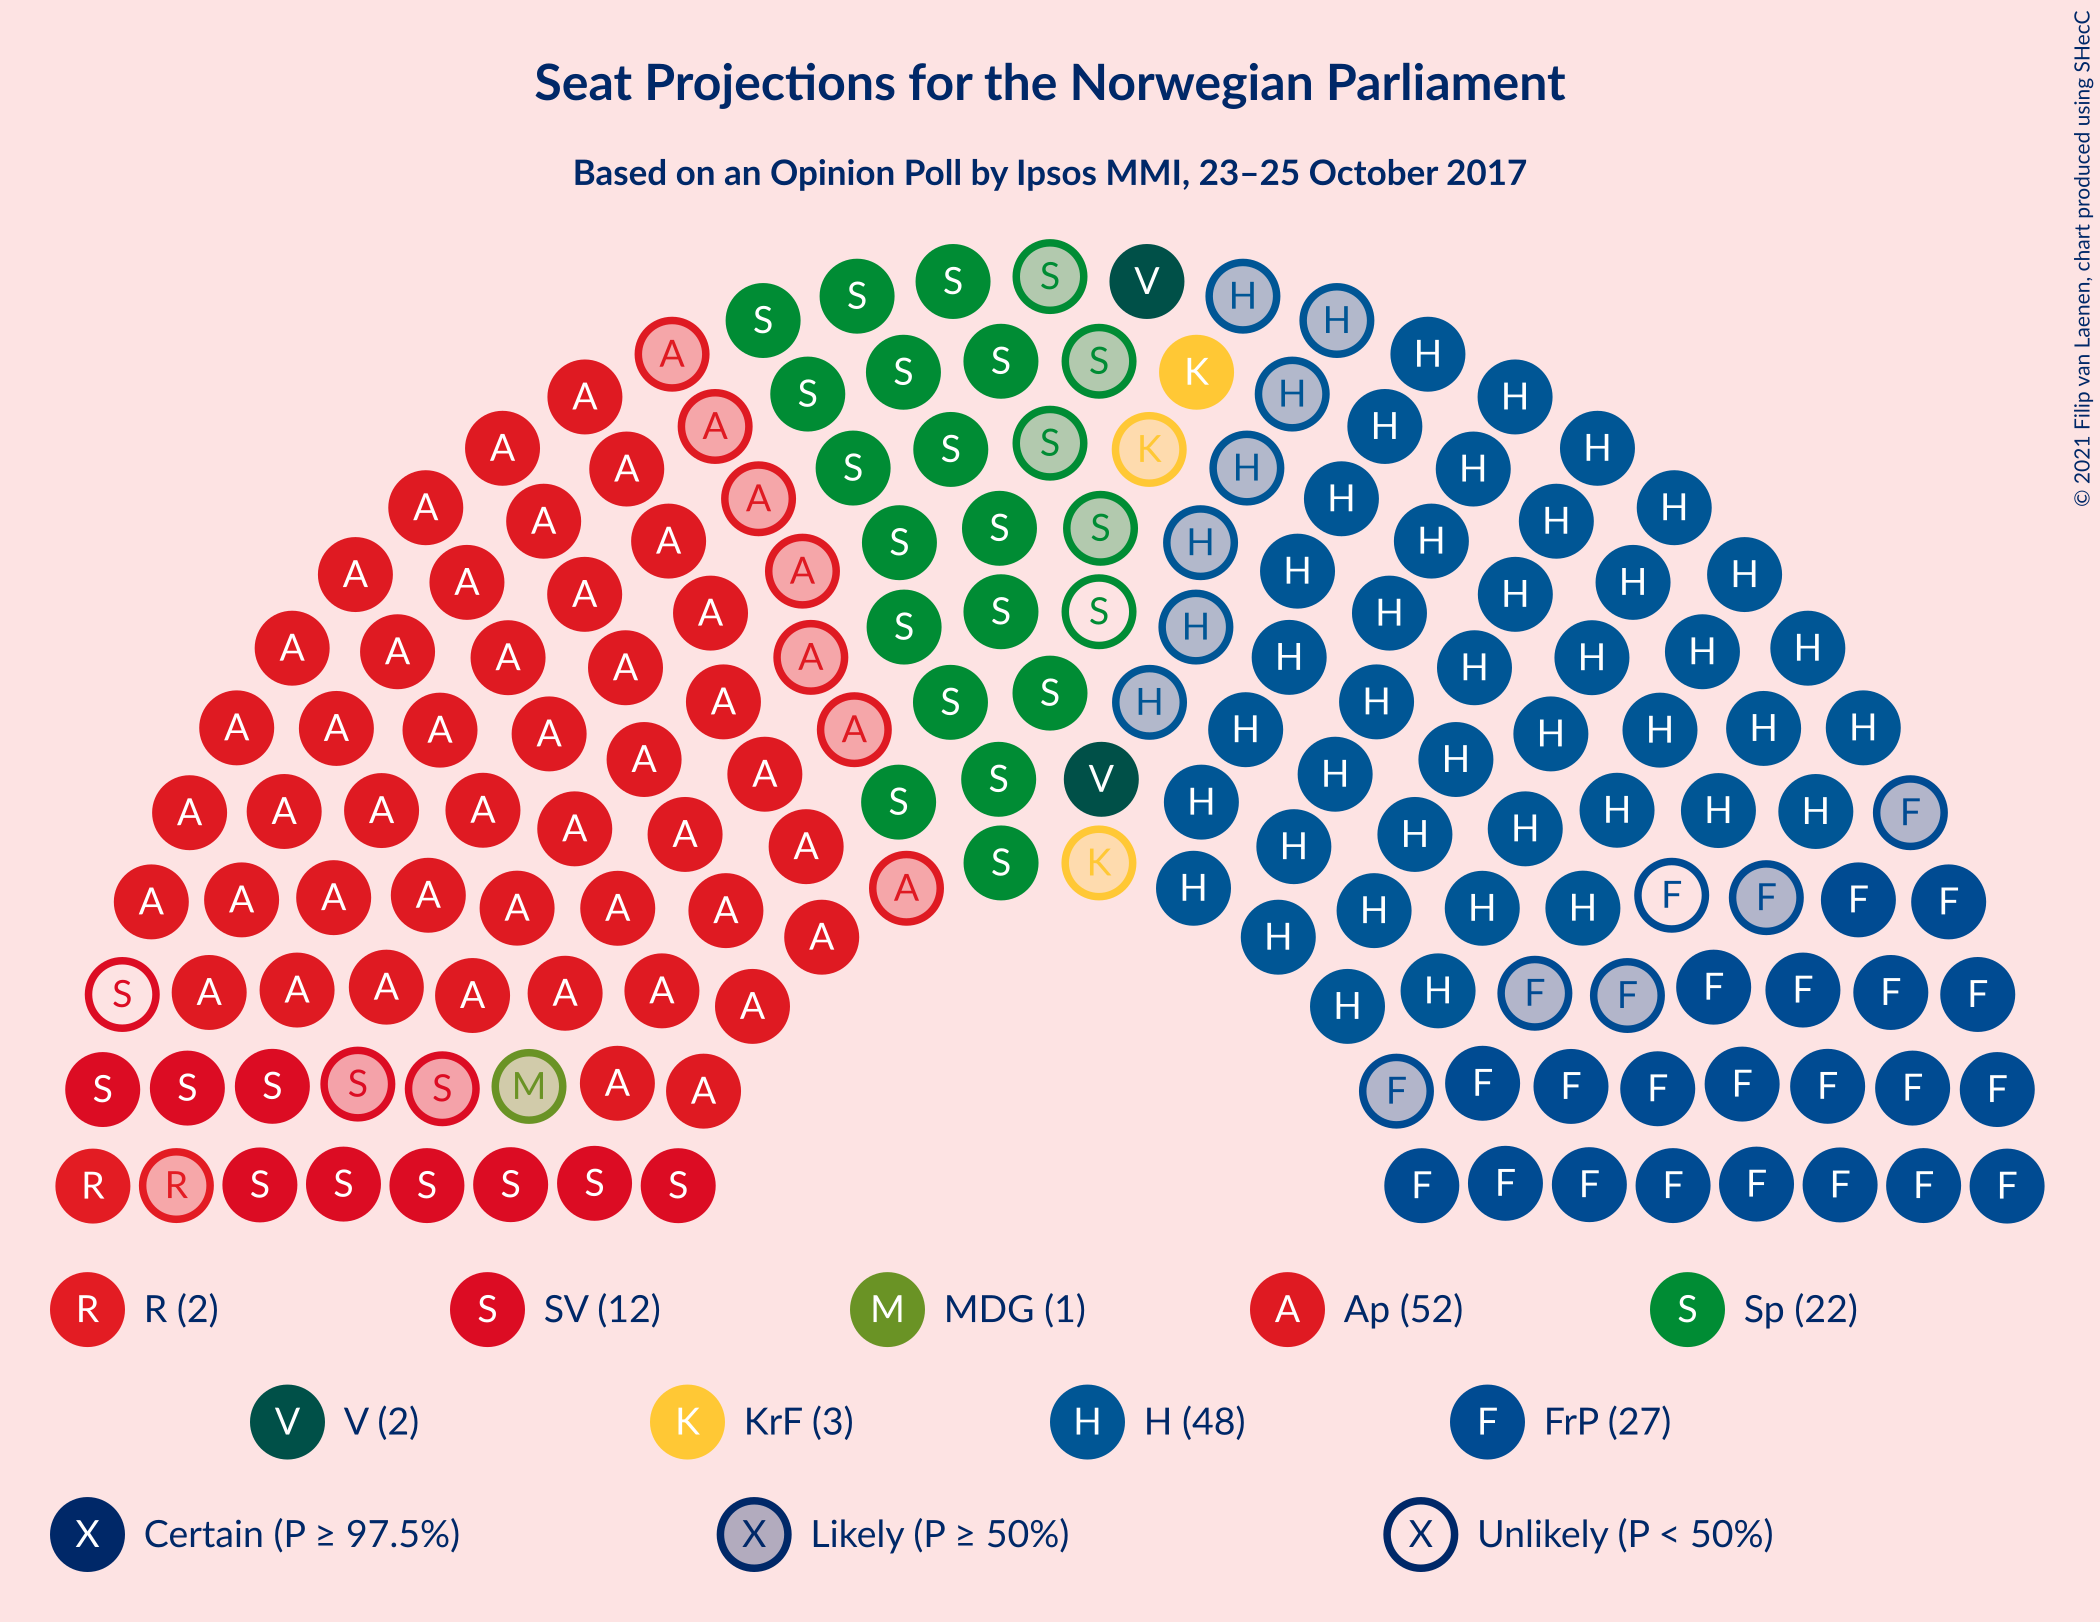 Seat Projections for the Norwegian Parliament
Based on an Opinion Poll by Ipsos MMI, 23–25 October 2017
© 2021 Filip van Laenen, chart produced using SHecC
S S S S V H H
A S S S S K H H
A A S S S K H H H
A A A S S S H H H H
A A A A S S S H H H H
A A A A A S S H H H H H
A A A A A A S S V H H H H H H
A A A A A A A S K H H H H H H H
A A A A A A A A H H H H H H H H
A A A A A A A A H H H H H H H F
A A A A A A A A H H H H F F F F
S A A A A A A A H H F F F F F F
S S S S S M A A F F F F F F F F
R R S S S S S S F F F F F F F F
R R (2) S SV (12) M MDG (1) A Ap (52) S Sp (22)
V V (2) K KrF (3) H H (48) F FrP (27)
X Certain (P ≥ 97.5%) X Likely (P ≥ 50%) X Unlikely (P < 50%)